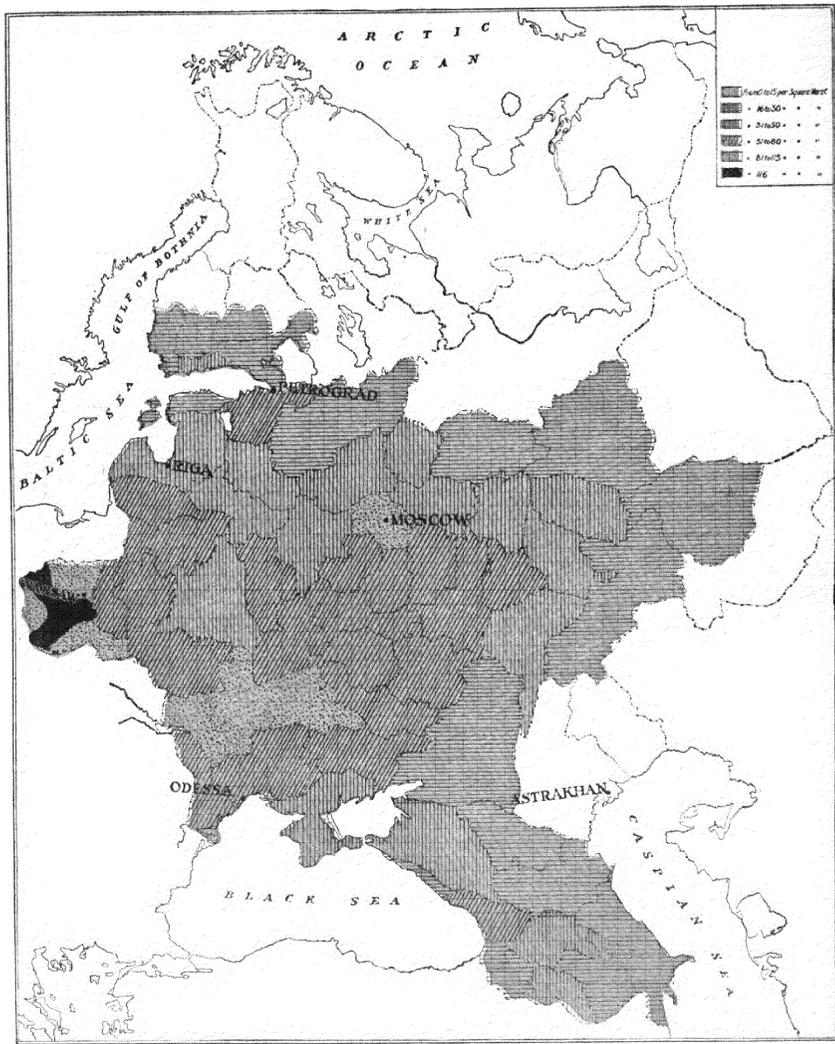 ARCTIC
OCEAN
From 0 to 15 per Square Verst
" 16 to 30 " " "
" 31 to 50 " " "
" 51 to 80 " " "
" 81 to 115 " " "
" 116 " " "
WHITE SEA
GULF OF BOTHNIA
PETROGRAD
BALTIC SEA
RIGA
MOSCOW
ODESSA
ASTRAKHAN
CASPIAN SEA
BLACK SEA